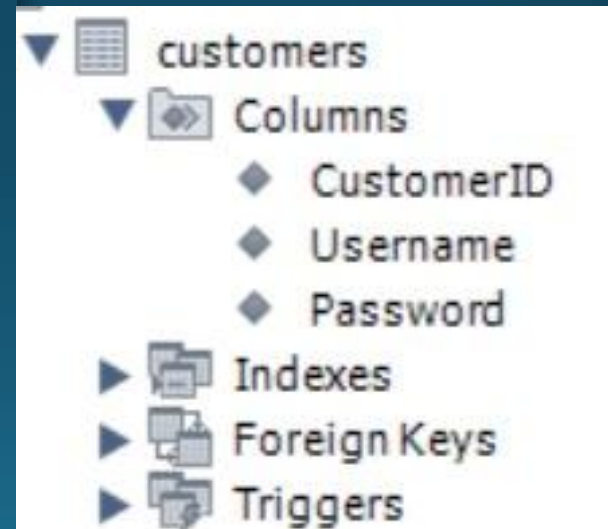 customers
Columns
CustomerID
Username
Password
Indexes
Foreign Keys
Triggers